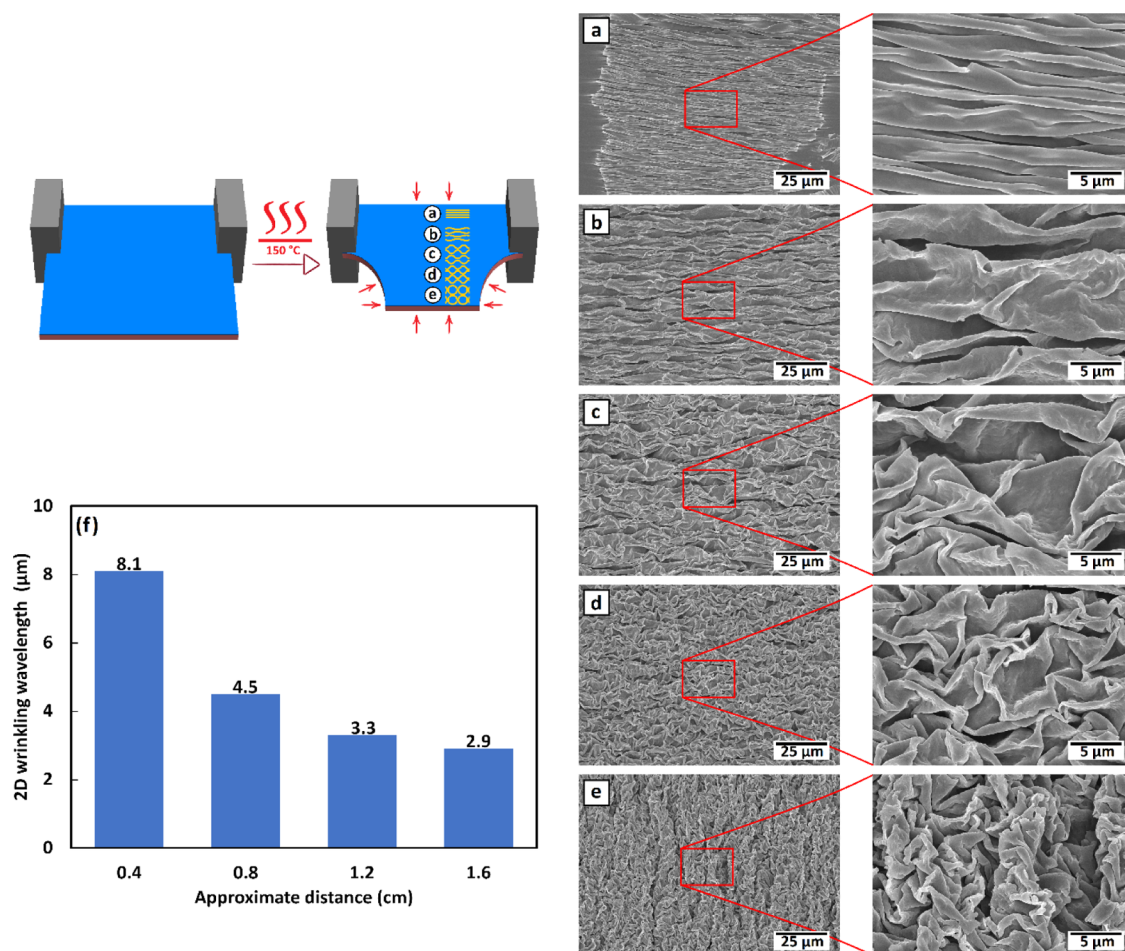 150 °C
a
b
c
d
e
(f)
2D wrinkling wavelength (µm)
10
8
6
4
2
0
8.1
4.5
3.3
2.9
0.4 0.8 1.2 1.6
Approximate distance (cm)
a
25 µm
5 µm
b
25 µm
5 µm
c
25 µm
5 µm
d
25 µm
5 µm
e
25 µm
5 µm